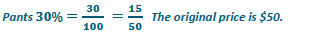 Pants 30% = 30/100 = 15/50 The original price is $50.